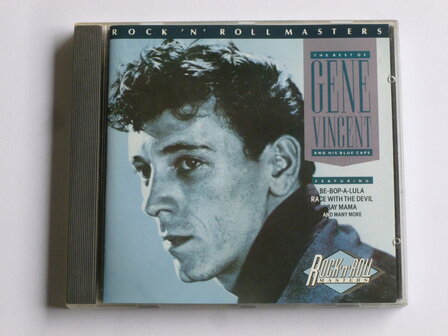 ROCK 'N' ROLL MASTERS
THE BEST OF
GENE
VINCENT
AND HIS BLUE CAPS
FEATURING
BE-BOP-A-LULA
RACE WITH THE DEVIL
SAY MAMA
AND MANY MORE
ROCK 'n' ROLL
MASTERS